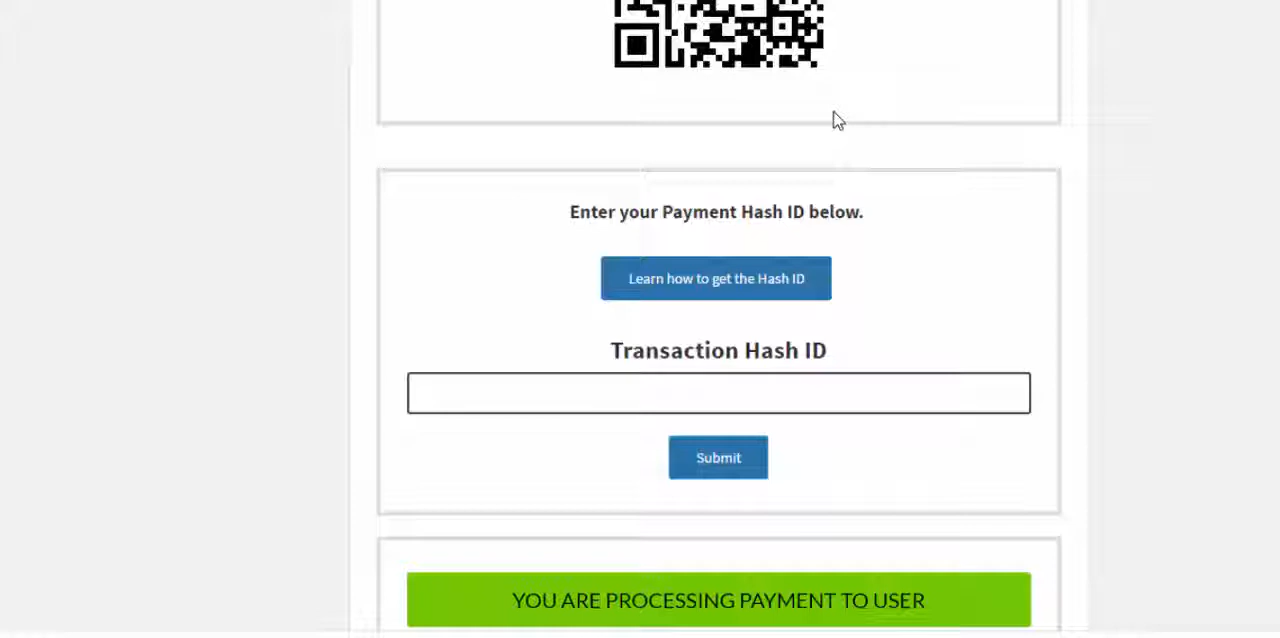 Enter your Payment Hash ID below.
Learn how to get the Hash ID
Transaction Hash ID
Submit
YOU ARE PROCESSING PAYMENT TO USER